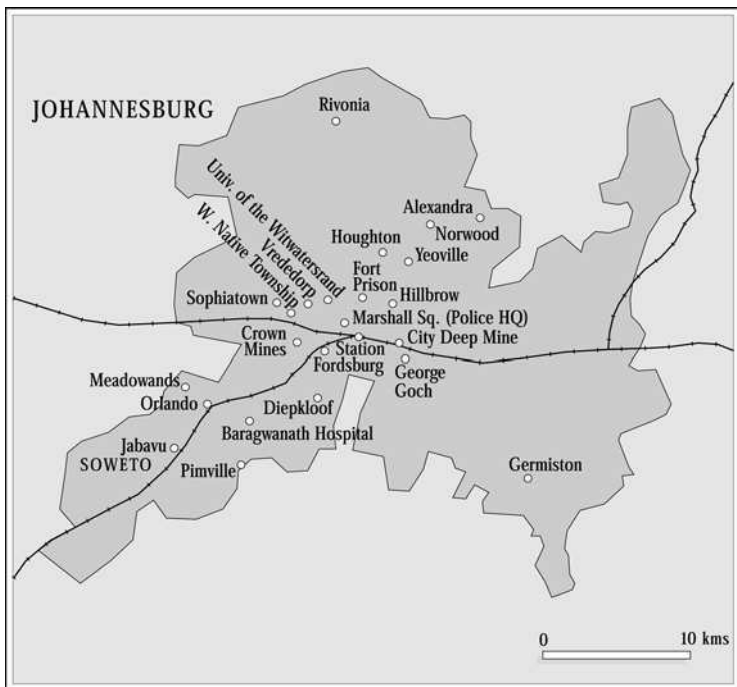 Rivonia
JOHANNESBURG
Univ. of the Witwatersrand
Vrededorp
W. Native Township
Alexandra
Norwood
Houghton
Yeoville
Fort
Prison
Sophiatown
Hillbrow
Marshall Sq. (Police HQ)
Crown
Mines
City Deep Mine
Station
Fordsburg
George
Goch
Meadowands
Orlando
Diepkloof
Baragwanath Hospital
Jabavu
SOWETO
Pimville
Germiston
0 10 kms